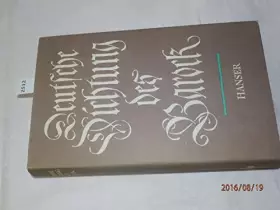 Deutsche
Dichtung
des
Barock
HANSER
2016/08/19